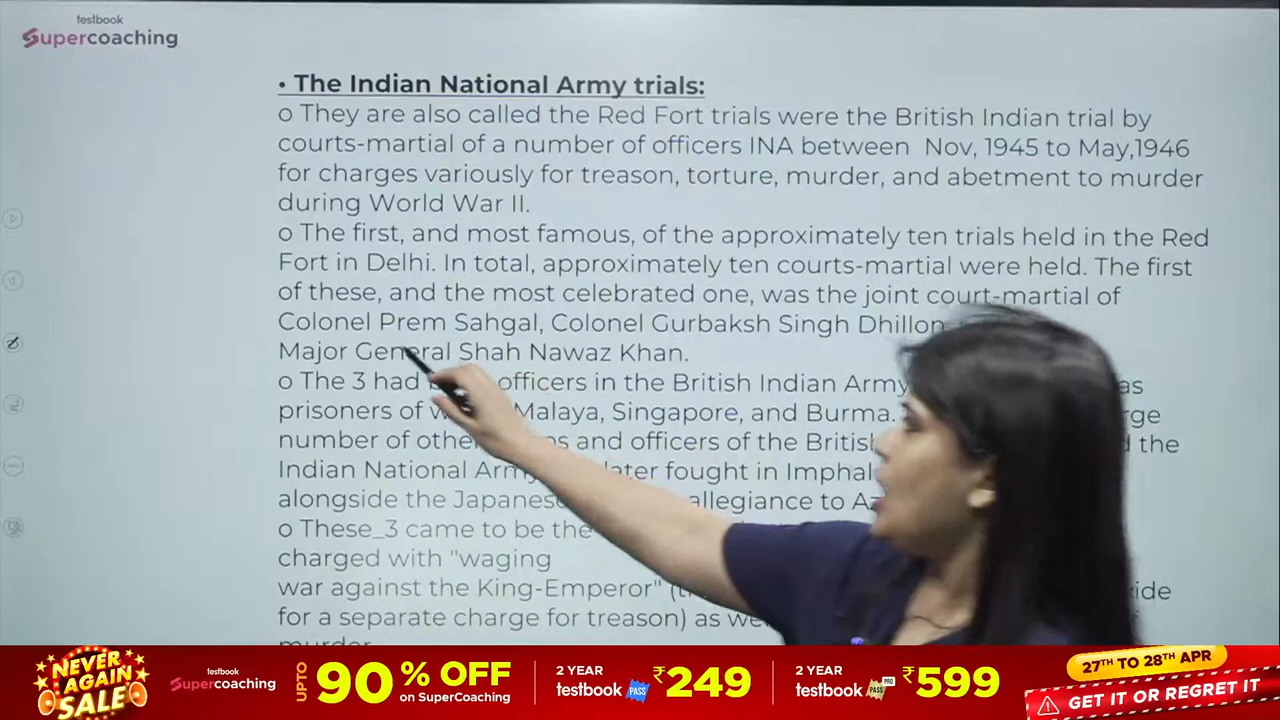 testbook
Supercoaching
• The Indian National Army trials:
o They are also called the Red Fort trials were the British Indian trial by
courts-martial of a number of officers INA between Nov, 1945 to May,1946
for charges variously for treason, torture, murder, and abetment to murder
during World War II.
o The first, and most famous, of the approximately ten trials held in the Red
Fort in Delhi. In total, approximately ten courts-martial were held. The first
of these, and the most celebrated one, was the joint court-martial of
Colonel Prem Sahgal, Colonel Gurbaksh Singh Dhillon
Major General Shah Nawaz Khan.
o The 3 had officers in the British Indian Army
prisoners of Malaya, Singapore, and Burma.
number of other and officers of the British the
Indian National Army later fought in Imphal
alongside the Japanese allegiance to
o These_3 came to be the
charged with "waging
war against the King-Emperor"
for a separate charge for treason) as
murder
NEVER AGAIN SALE
testbook Supercoaching
UPTO 90% OFF on SuperCoaching
2 YEAR testbook PASS ₹249
2 YEAR testbook PASS PRO ₹599
27TH TO 28TH APR
GET IT OR REGRET IT